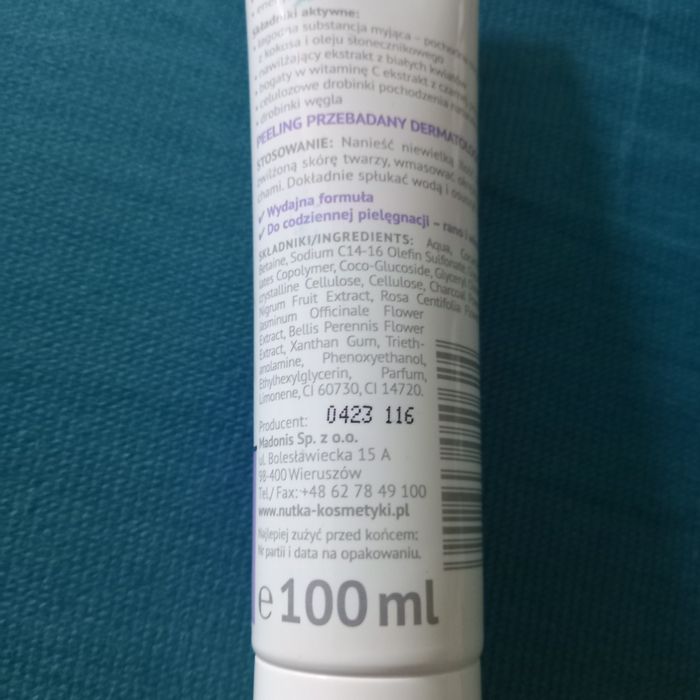 • ene
Składniki aktywne:
• łagodna substancja myjąca – pochodna
z kokosa i oleju słonecznikowego
• nawilżający ekstrakt z białych kwiatów
• bogaty w witaminę C ekstrakt z czarnej
• celulozowe drobinki pochodzenia
• drobinki węgla
PEELING PRZEBADANY DERMATOLO
STOSOWANIE: Nanieść niewielką ilość
zwilżoną skórę twarzy, wmasować
chami. Dokładnie spłukać wodą i
✓ Wydajna formuła
✓ Do codziennej pielęgnacji – rano i
SKŁADNIKI/INGREDIENTS: Aqua,
Betaine, Sodium C14-16 Olefin Sulfonate,
lates Copolymer, Coco-Glucoside, Glyceryl
crystalline Cellulose, Cellulose, Charcoal
Nigrum Fruit Extract, Rosa Centifolia
Jasminum Officinale Flower
Extract, Bellis Perennis Flower
Extract, Xanthan Gum, Trieth-
anolamine, Phenoxyethanol,
Ethylhexylglycerin, Parfum,
Limonene, CI 60730, CI 14720.
Producent: 0423 116
Madonis Sp. z o.o.
ul. Bolesławiecka 15 A
98-400 Wieruszów
Tel./ Fax: +48 62 78 49 100
www.nutka-kosmetyki.pl
Najlepiej zużyć przed końcem:
Nr partii i data na opakowaniu.
e 100 ml